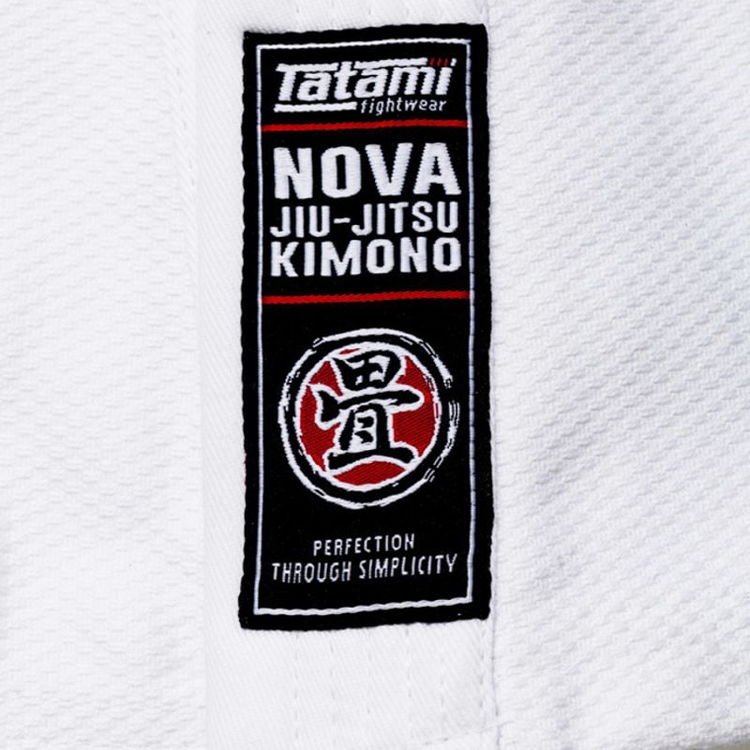 Tatami
fightwear
NOVA
JIU-JITSU
KIMONO
畳
PERFECTION
THROUGH SIMPLICITY